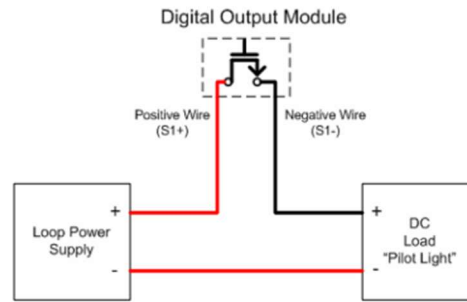 Digital Output Module
Positive Wire
(S1+)
Negative Wire
(S1-)
+
Loop Power
Supply
-
+
DC
Load
"Pilot Light"
-